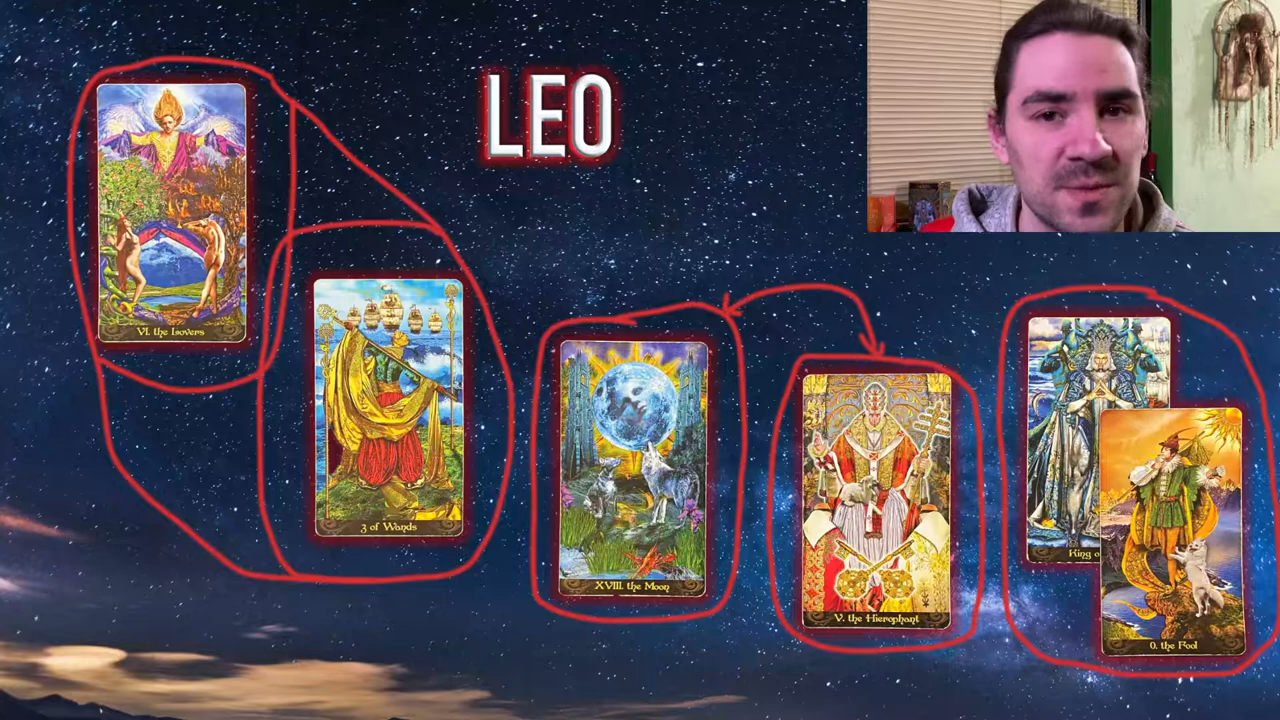 LEO
VI. the Lovers
3 of Wands
XVIII. the Moon
V. the Hierophant
King o
0. the Fool